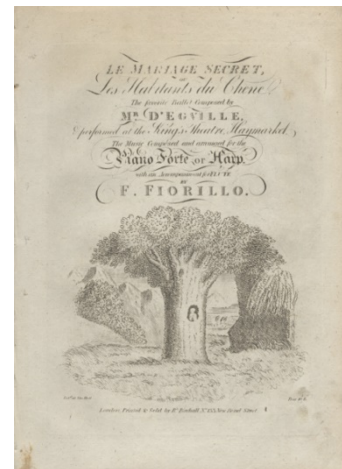 LE MARIAGE SECRET,
Les Habitants du Chene
The favorite Ballet Composed by
MR. D'EGVILLE,
performed at the King's Theatre Haymarket,
The Music Composed and arranged for the
Piano Forte or Harp,
with an Accompaniment for FLUTE
BY
F. FIORILLO.
London, Printed & Sold by Rt. Birchall No. 133, New Bond Street